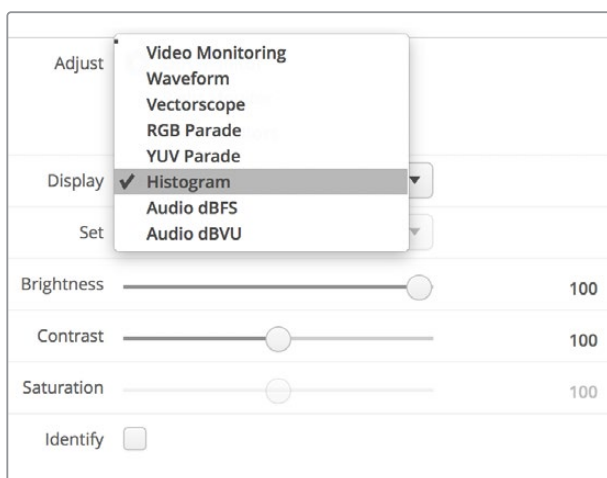 Adjust
Video Monitoring
Waveform
Vectorscope
RGB Parade
YUV Parade
Display ✓ Histogram
Audio dBFS
Set Audio dBVU
Brightness 100
Contrast 100
Saturation 100
Identify